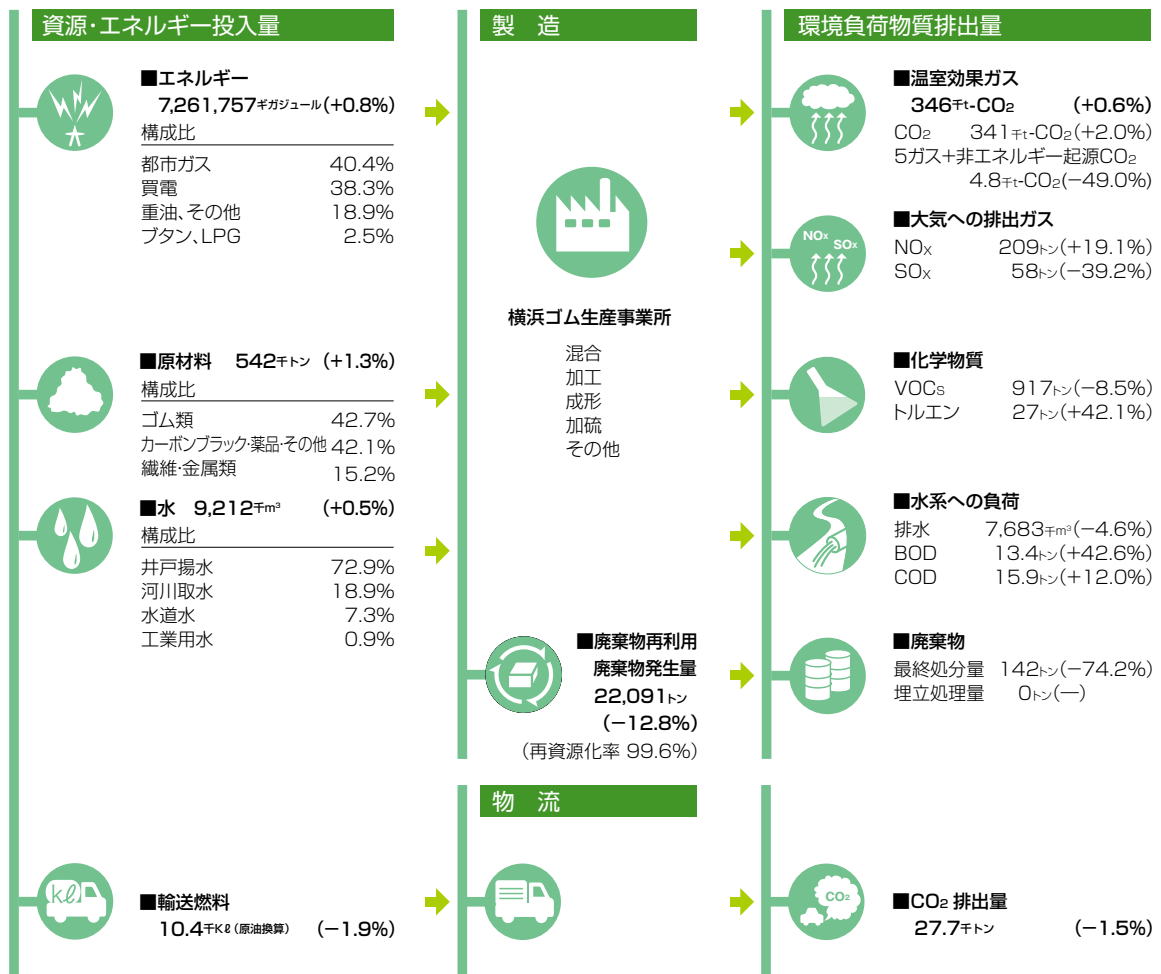 資源・エネルギー投入量
■エネルギー
7,261,757ギガジュール(+0.8%)
構成比
都市ガス 40.4%
買電 38.3%
重油、その他 18.9%
ブタン、LPG 2.5%
■原材料 542千トン (+1.3%)
構成比
ゴム類 42.7%
カーボンブラック・薬品・その他 42.1%
繊維・金属類 15.2%
■水 9,212千m³ (+0.5%)
構成比
井戸揚水 72.9%
河川取水 18.9%
水道水 7.3%
工業用水 0.9%
kℓ
■輸送燃料
10.4千Kℓ(原油換算) (−1.9%)
製 造
横浜ゴム生産事業所
混合
加工
成形
加硫
その他
■廃棄物再利用
廃棄物発生量
22,091トン
(−12.8%)
(再資源化率 99.6%)
物 流
環境負荷物質排出量
■温室効果ガス
346千t-CO₂ (+0.6%)
CO₂ 341千t-CO₂(+2.0%)
5ガス+非エネルギー起源CO₂
4.8千t-CO₂(−49.0%)
NOx
SOx
■大気への排出ガス
NOx 209トン(+19.1%)
SOx 58トン(−39.2%)
■化学物質
VOCs 917トン(−8.5%)
トルエン 27トン(+42.1%)
■水系への負荷
排水 7,683千m³(−4.6%)
BOD 13.4トン(+42.6%)
COD 15.9トン(+12.0%)
■廃棄物
最終処分量 142トン(−74.2%)
埋立処理量 0トン(―)
CO₂
■CO₂ 排出量
27.7千トン (−1.5%)